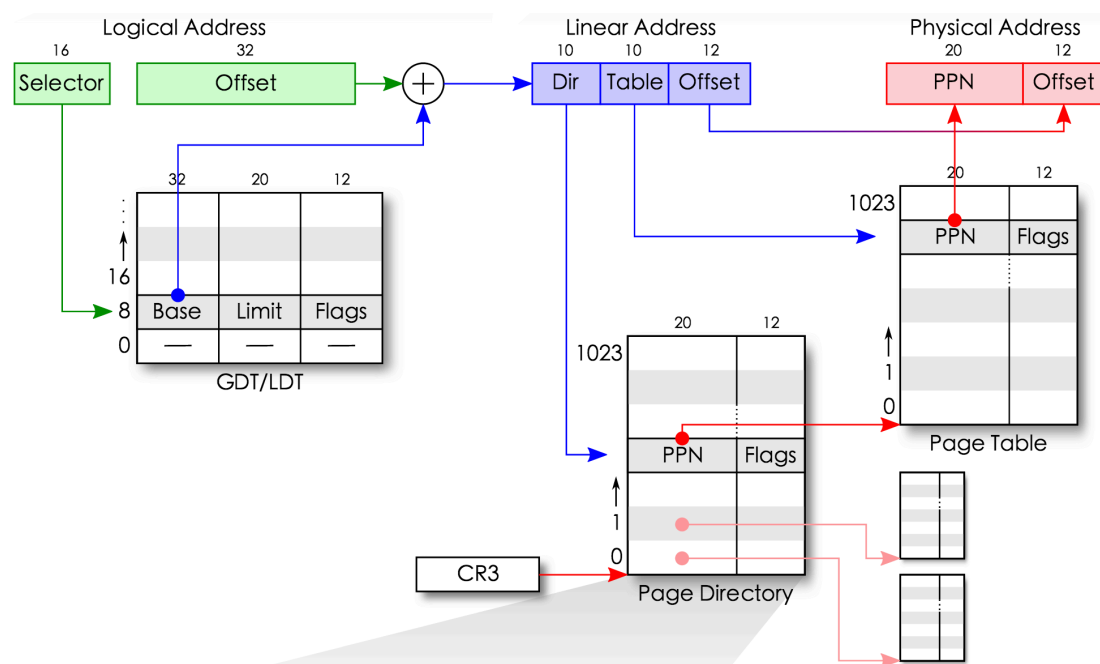 Logical Address
Linear Address
Physical Address
16 32 10 10 12 20 12
Selector Offset + Dir Table Offset PPN Offset
32 20 12
20 12
1023
PPN Flags
16
8 Base Limit Flags
0 — — —
GDT/LDT
20 12
1023
1
0
Page Table
PPN Flags
1
0
CR3
Page Directory